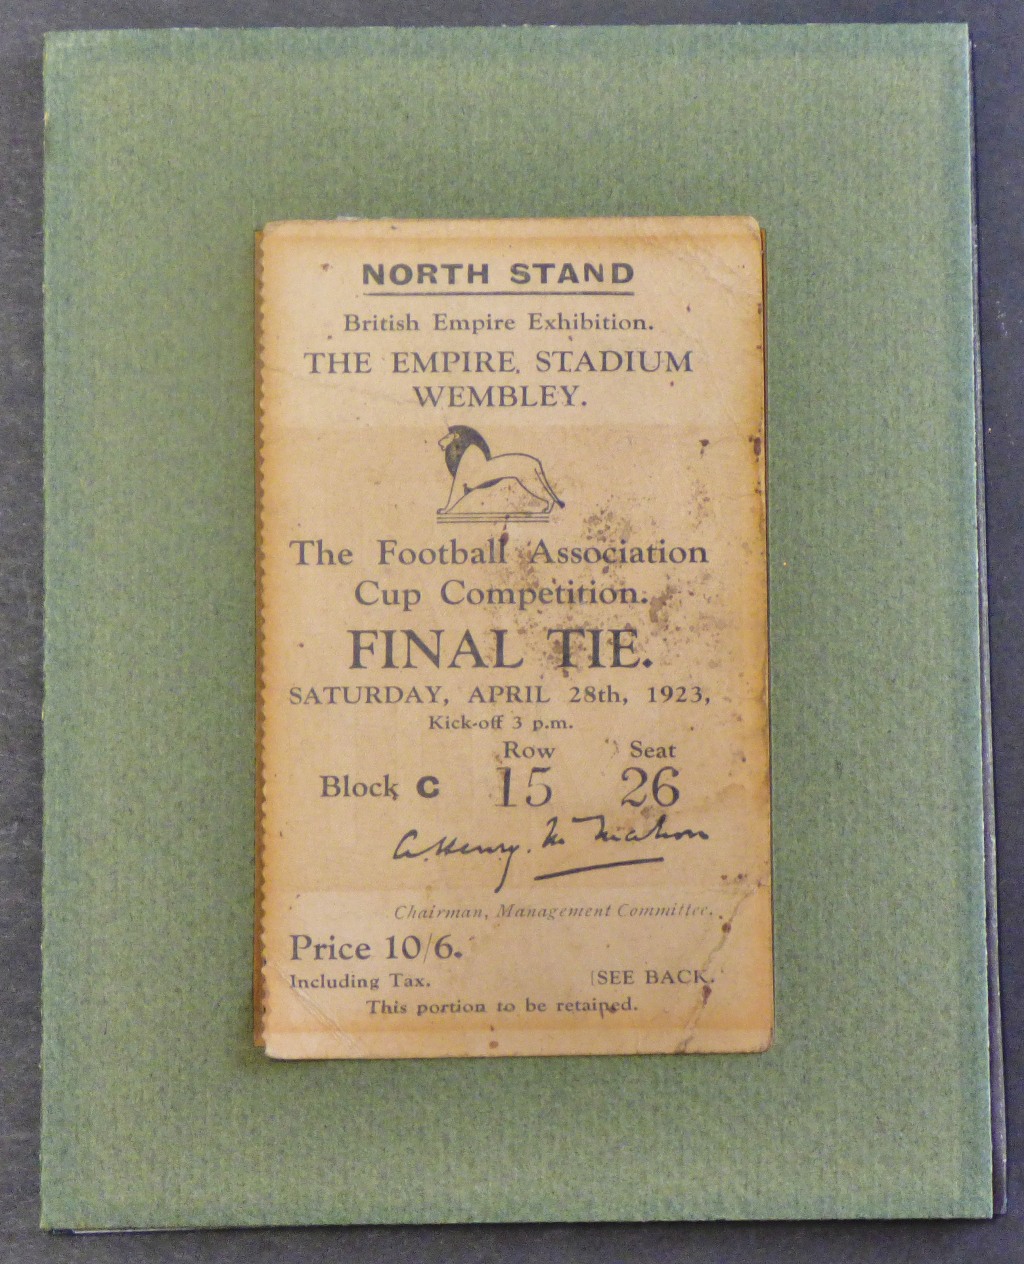 NORTH STAND
British Empire Exhibition.
THE EMPIRE STADIUM
WEMBLEY.
The Football Association
Cup Competition.
FINAL TIE.
SATURDAY, APRIL 28th, 1923,
Kick-off 3 p.m.
Row Seat
Block C 15 26
A. Henry. McMahon
Chairman, Management Committee.
Price 10/6.
Including Tax. [SEE BACK.
This portion to be retained.